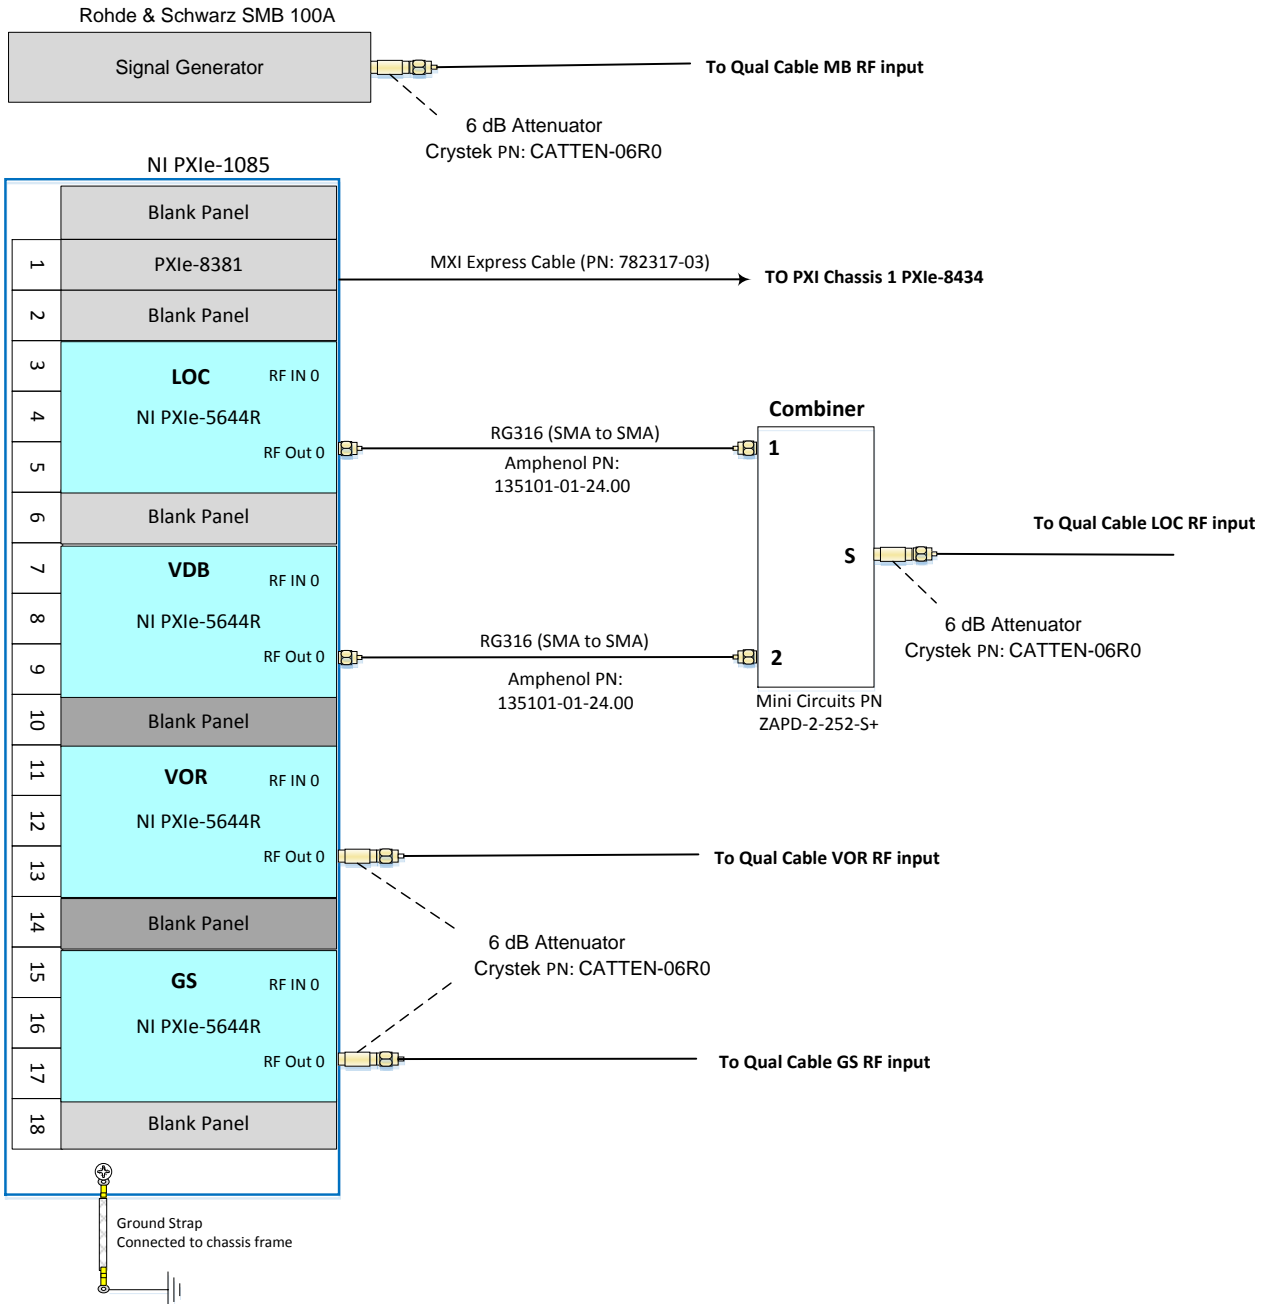 Rohde & Schwarz SMB 100A
Signal Generator
To Qual Cable MB RF input
6 dB Attenuator
Crystek PN: CATTEN-06R0
NI PXIe-1085
Blank Panel
1
PXIe-8381
MXI Express Cable (PN: 782317-03)
TO PXI Chassis 1 PXIe-8434
2
Blank Panel
3
LOC
RF IN 0
4
NI PXIe-5644R
5
RF Out 0
RG316 (SMA to SMA)
Amphenol PN:
135101-01-24.00
Combiner
1
S
2
Mini Circuits PN
ZAPD-2-252-S+
To Qual Cable LOC RF input
6 dB Attenuator
Crystek PN: CATTEN-06R0
6
Blank Panel
7
VDB
RF IN 0
8
NI PXIe-5644R
9
RF Out 0
RG316 (SMA to SMA)
Amphenol PN:
135101-01-24.00
10
Blank Panel
11
VOR
RF IN 0
12
NI PXIe-5644R
13
RF Out 0
To Qual Cable VOR RF input
14
Blank Panel
6 dB Attenuator
Crystek PN: CATTEN-06R0
15
GS
RF IN 0
16
NI PXIe-5644R
17
RF Out 0
To Qual Cable GS RF input
18
Blank Panel
Ground Strap
Connected to chassis frame